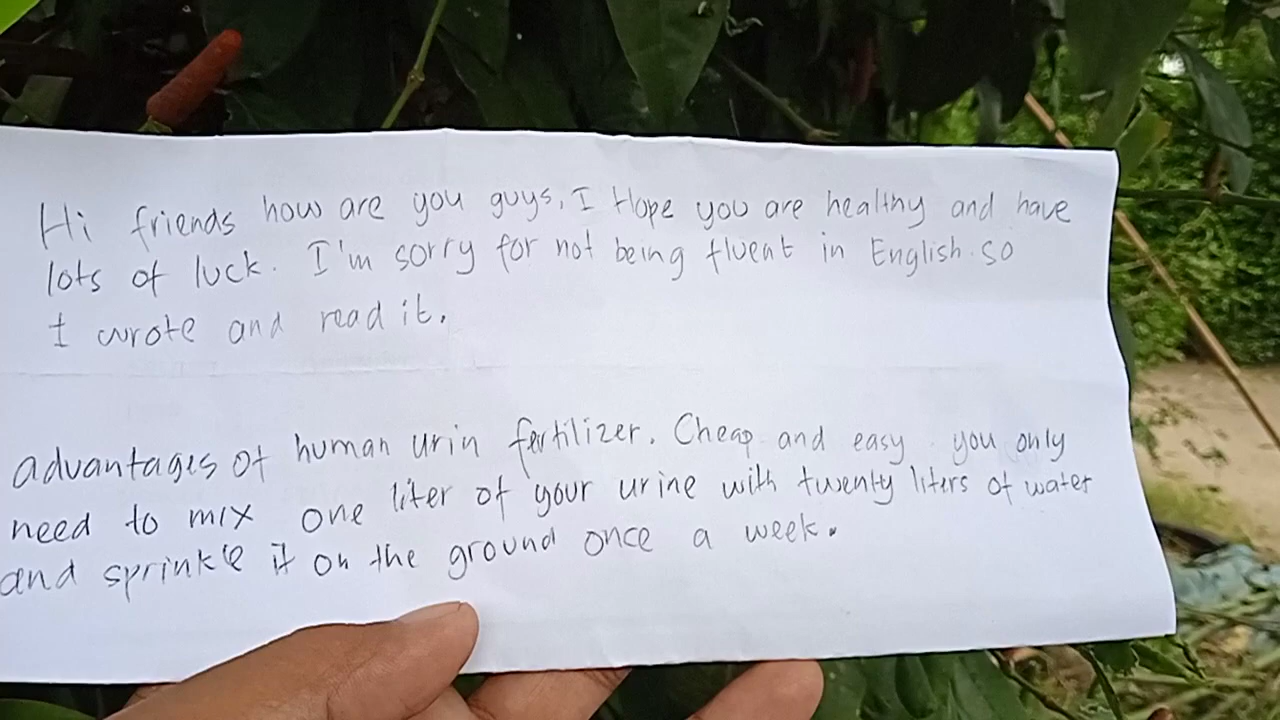 Hi friends how are you guys, I Hope you are healthy and have
lots of luck. I'm sorry for not being fluent in English. so
I wrote and read it.
advantages of human urin fertilizer. Cheap and easy. you only
need to mix one liter of your urine with twenty liters of water
and sprinkle it on the ground once a week.